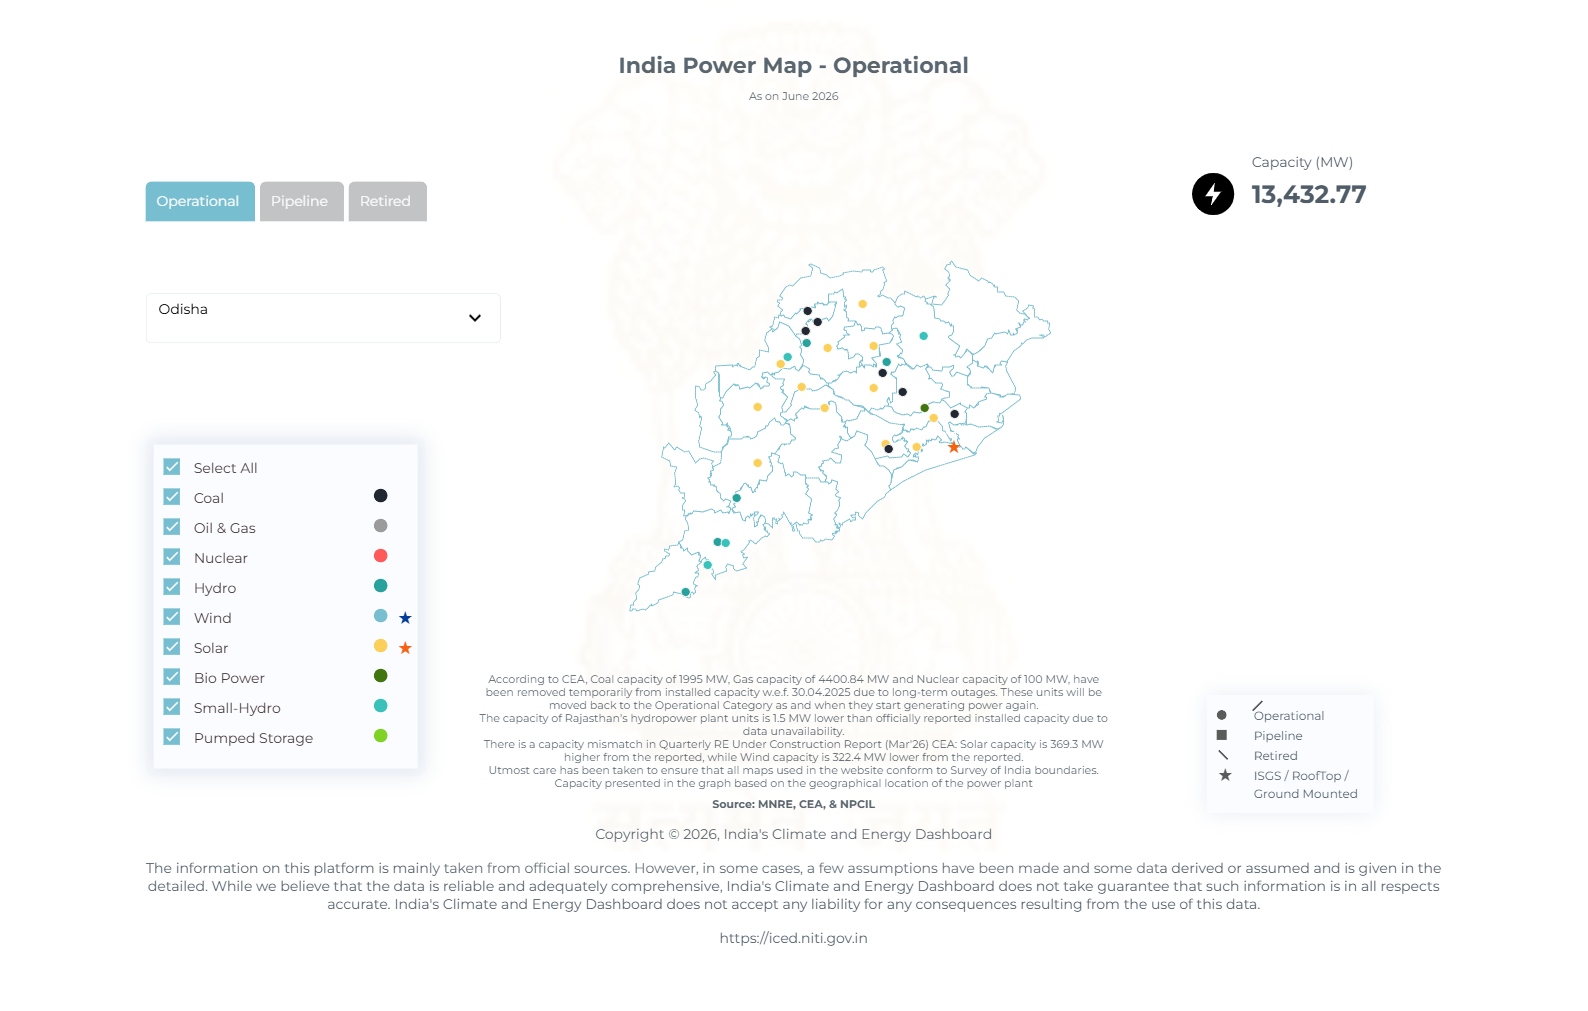 India Power Map - Operational
As on June 2026
Capacity (MW)
13,432.77
Operational
Pipeline
Retired
Odisha
Select All
Coal
Oil & Gas
Nuclear
Hydro
Wind
Solar
Bio Power
Small-Hydro
Pumped Storage
According to CEA, Coal capacity of 1995 MW, Gas capacity of 4400.84 MW and Nuclear capacity of 100 MW, have
been removed temporarily from installed capacity w.e.f. 30.04.2025 due to long-term outages. These units will be
moved back to the Operational Category as and when they start generating power again.
The capacity of Rajasthan's hydropower plant units is 1.5 MW lower than officially reported installed capacity due to
data unavailability.
There is a capacity mismatch in Quarterly RE Under Construction Report (Mar'26) CEA: Solar capacity is 369.3 MW
higher from the reported, while Wind capacity is 322.4 MW lower from the reported.
Utmost care has been taken to ensure that all maps used in the website conform to Survey of India boundaries.
Capacity presented in the graph based on the geographical location of the power plant
Source: MNRE, CEA, & NPCIL
Operational
Pipeline
Retired
ISGS / RoofTop /
Ground Mounted
Copyright © 2026, India's Climate and Energy Dashboard
The information on this platform is mainly taken from official sources. However, in some cases, a few assumptions have been made and some data derived or assumed and is given in the
detailed. While we believe that the data is reliable and adequately comprehensive, India's Climate and Energy Dashboard does not take guarantee that such information is in all respects
accurate. India's Climate and Energy Dashboard does not accept any liability for any consequences resulting from the use of this data.
https://iced.niti.gov.in